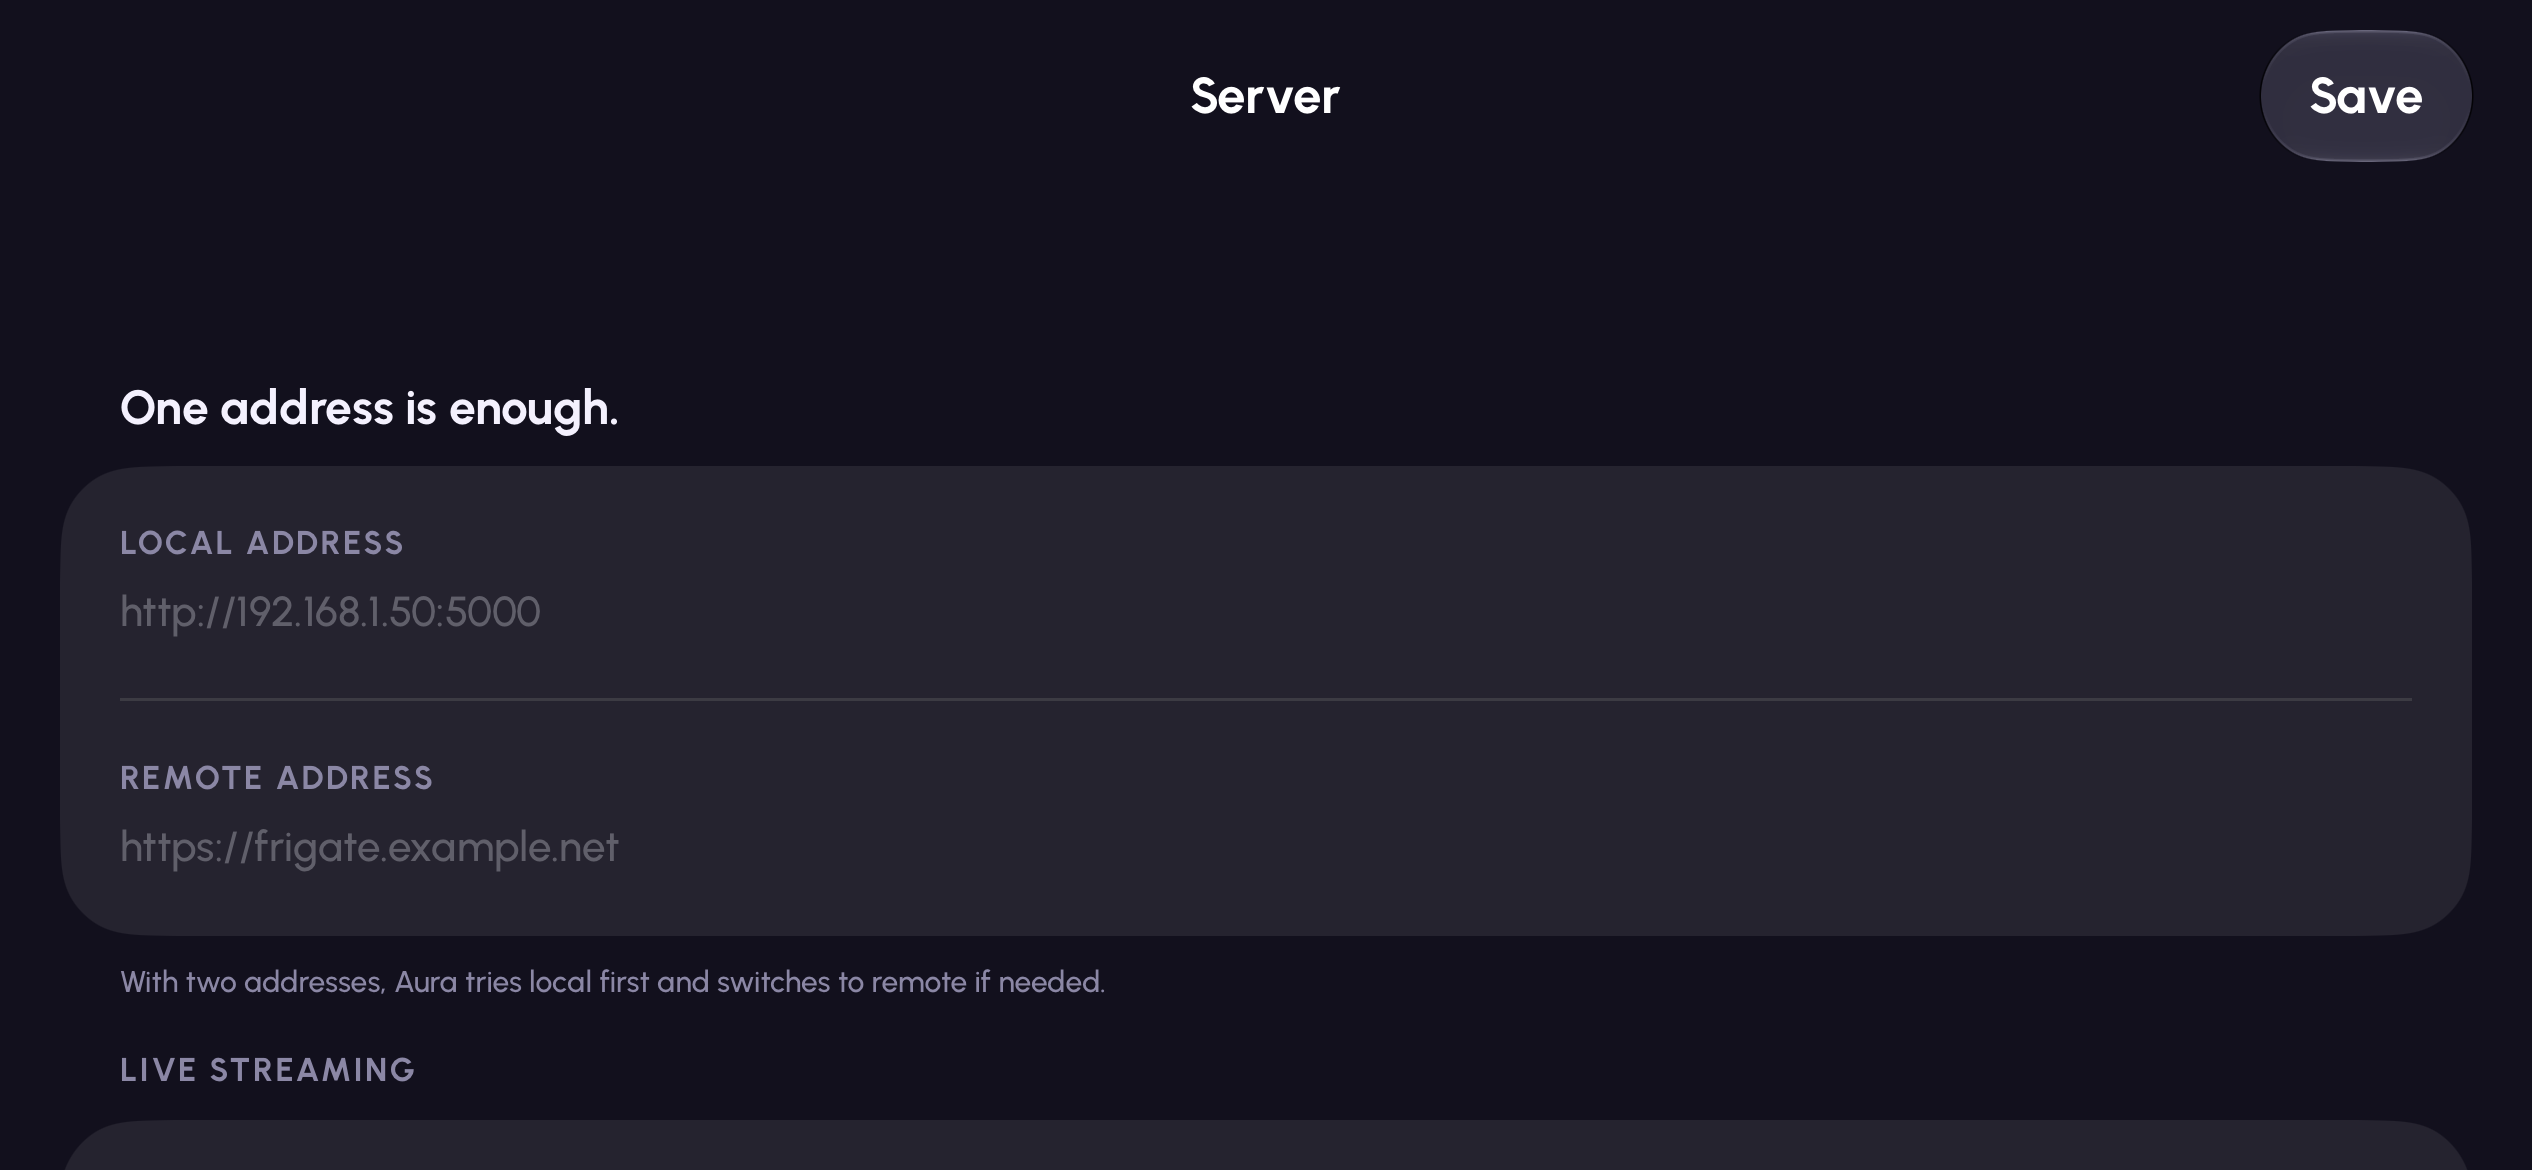 Server
Save
One address is enough.
LOCAL ADDRESS
http://192.168.1.50:5000
REMOTE ADDRESS
https://frigate.example.net
With two addresses, Aura tries local first and switches to remote if needed.
LIVE STREAMING